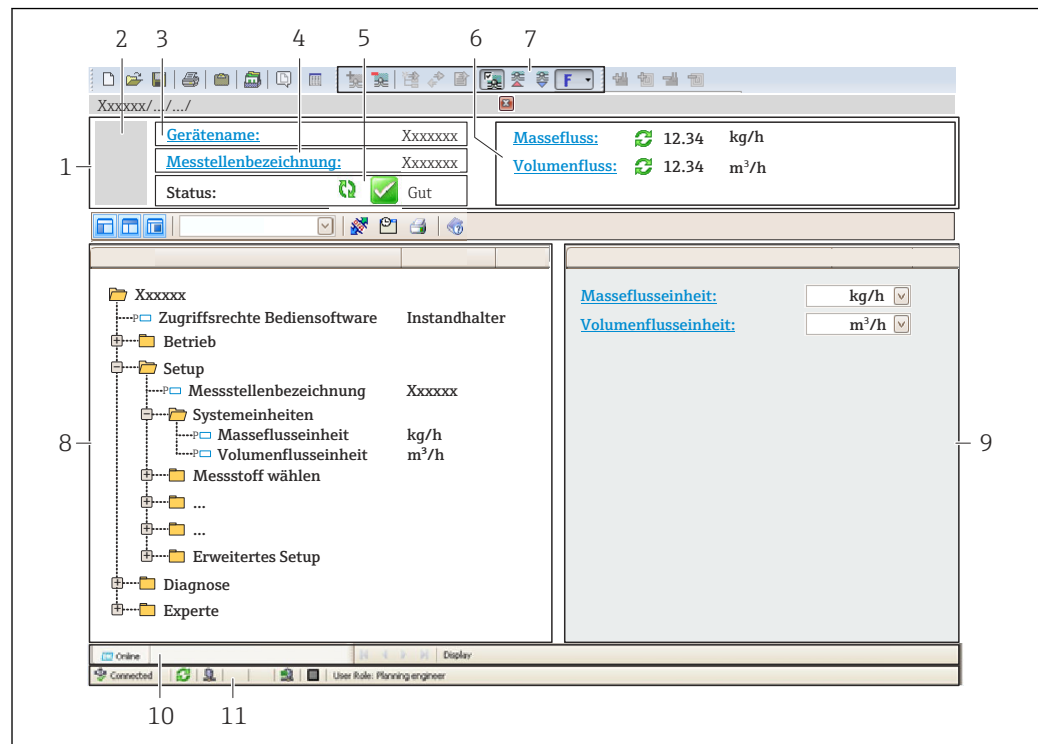 2 3 4 5 6 7
F
Xxxxxx/.../.../
1
Gerätename: Xxxxxxx
Messtellenbezeichnung: Xxxxxxx
Status: Gut
Massefluss: 12.34 kg/h
Volumenfluss: 12.34 m³/h
Xxxxxx
P Zugriffsrechte Bediensoftware Instandhalter
Betrieb
Setup
P Messstellenbezeichnung Xxxxxx
Systemeinheiten
P Masseflusseinheit kg/h
P Volumenflusseinheit m³/h
Messstoff wählen
...
...
Erweitertes Setup
Diagnose
Experte
8
Masseflusseinheit: kg/h
Volumenflusseinheit: m³/h
9
Online Display
Connected User Role: Planning engineer
10 11